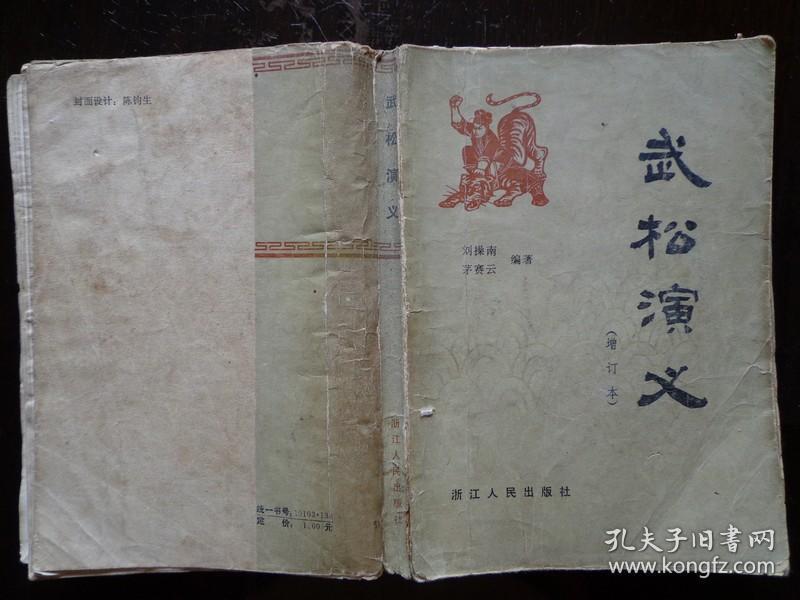 封面设计：陈钧生
统一书号：10103·13
定 价：1.00元
武松演义
浙江人民出版社
武松演义
（增订本）
刘操南
茅赛云
编著
浙江人民出版社
孔夫子旧书网
www.kongfz.com